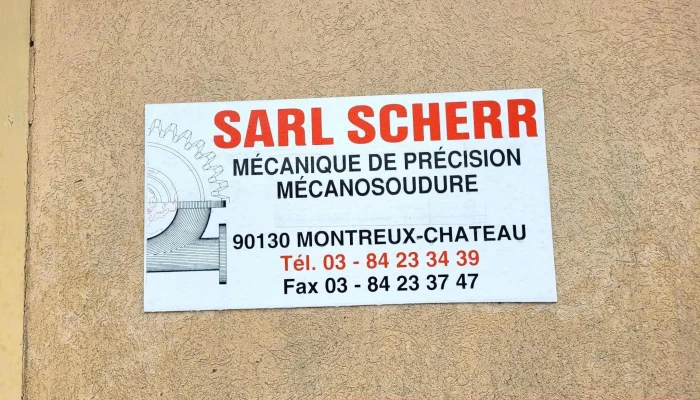 SARL SCHERR
MÉCANIQUE DE PRÉCISION
MÉCANOSOUDURE
90130 MONTREUX-CHATEAU
Tél. 03 - 84 23 34 39
Fax 03 - 84 23 37 47